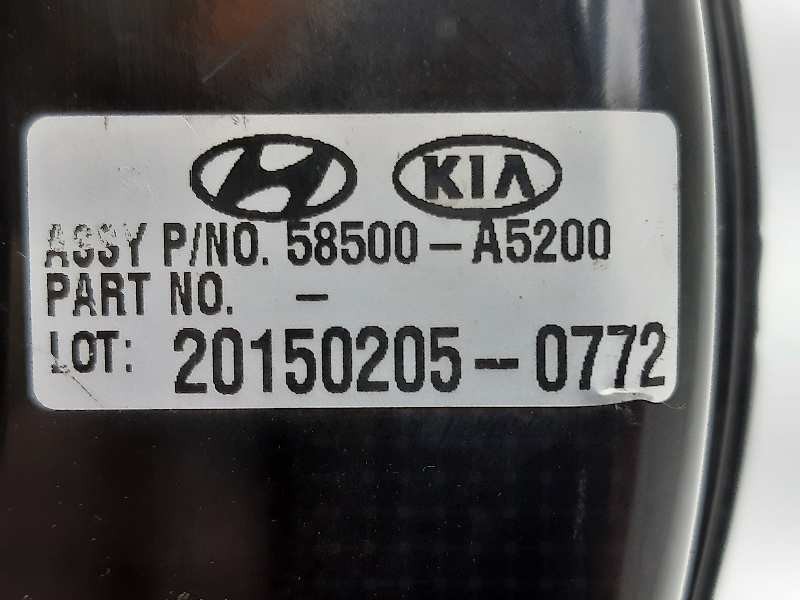 KIA
ASSY P/NO. 58500-A5200
PART NO. -
LOT: 20150205-0772